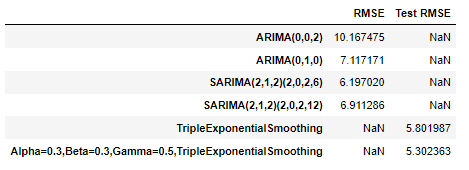 RMSE Test RMSE
ARIMA(0,0,2) 10.167475 NaN
ARIMA(0,1,0) 7.117171 NaN
SARIMA(2,1,2)(2,0,2,6) 6.197020 NaN
SARIMA(2,1,2)(2,0,2,12) 6.911286 NaN
TripleExponentialSmoothing NaN 5.801987
Alpha=0.3,Beta=0.3,Gamma=0.5,TripleExponentialSmoothing NaN 5.302363